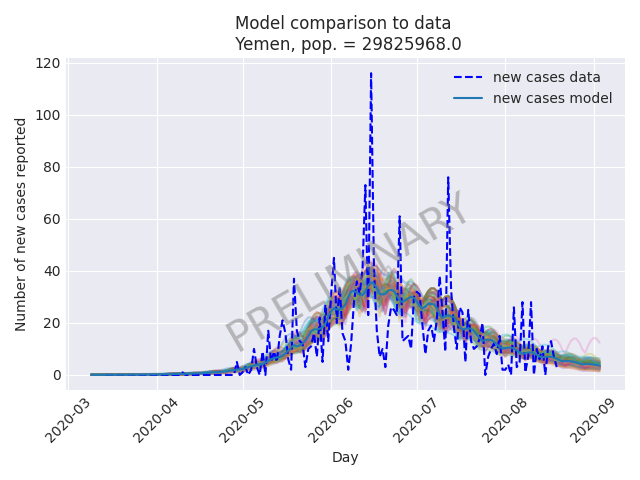 Model comparison to data
Yemen, pop. = 29825968.0
120
100
80
60
40
20
0
Number of new cases reported
new cases data
new cases model
PRELIMINARY
2020-03
2020-04
2020-05
2020-06
2020-07
2020-08
2020-09
Day